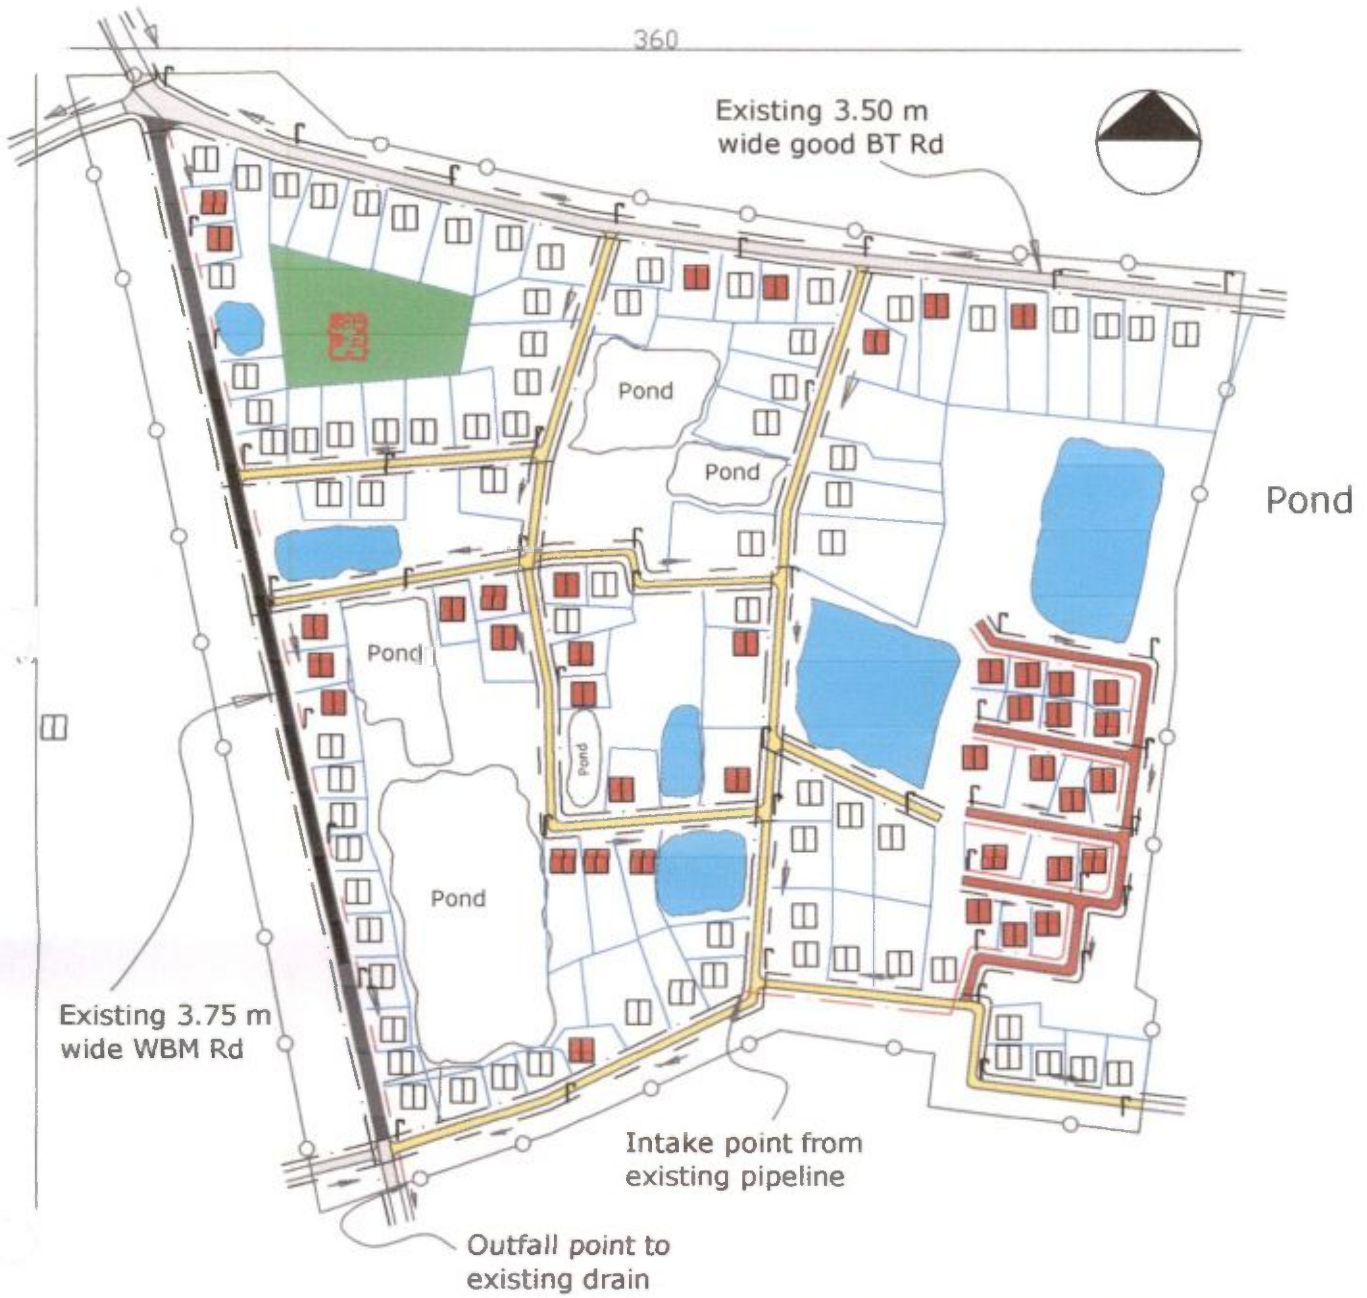 360
Existing 3.50 m
wide good BT Rd
Pond
Pond
Pond
Pond
Pond
Pond
Existing 3.75 m
wide WBM Rd
Intake point from
existing pipeline
Outfall point to
existing drain